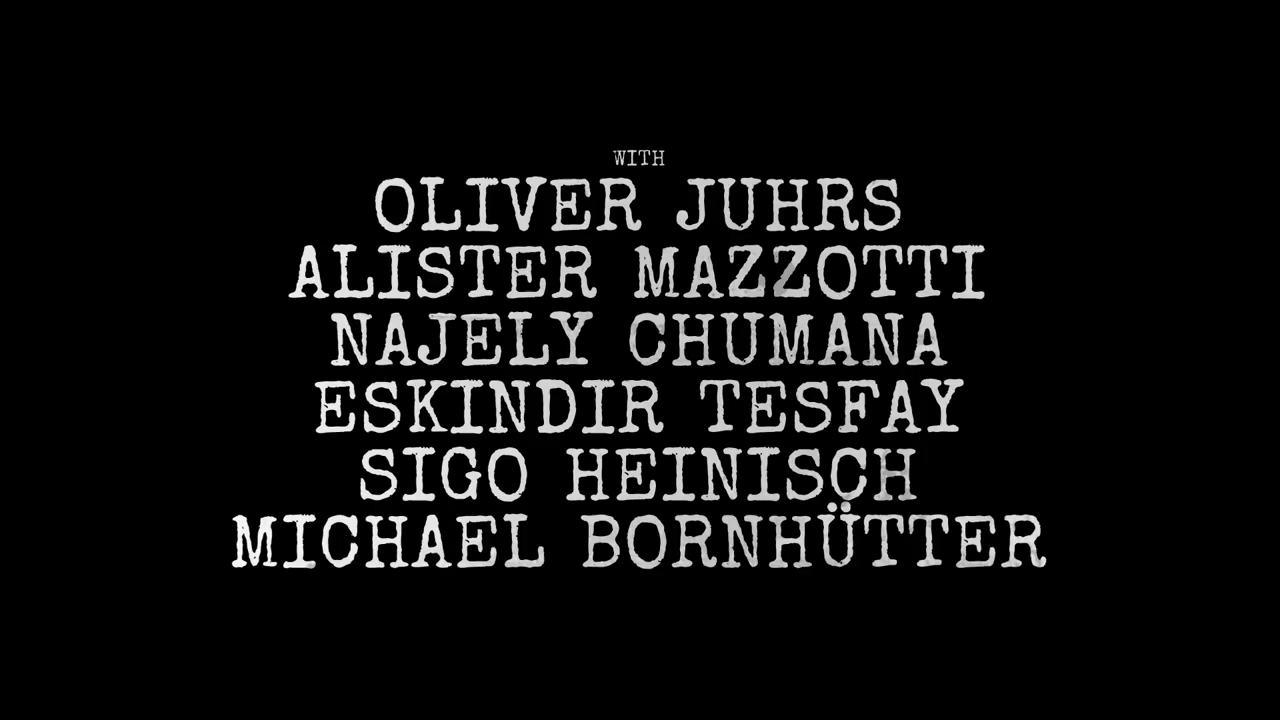 WITH
OLIVER JUHRS
ALISTER MAZZOTTI
NAJELY CHUMANA
ESKINDIR TESFAY
SIGO HEINISCH
MICHAEL BORNHÜTTER